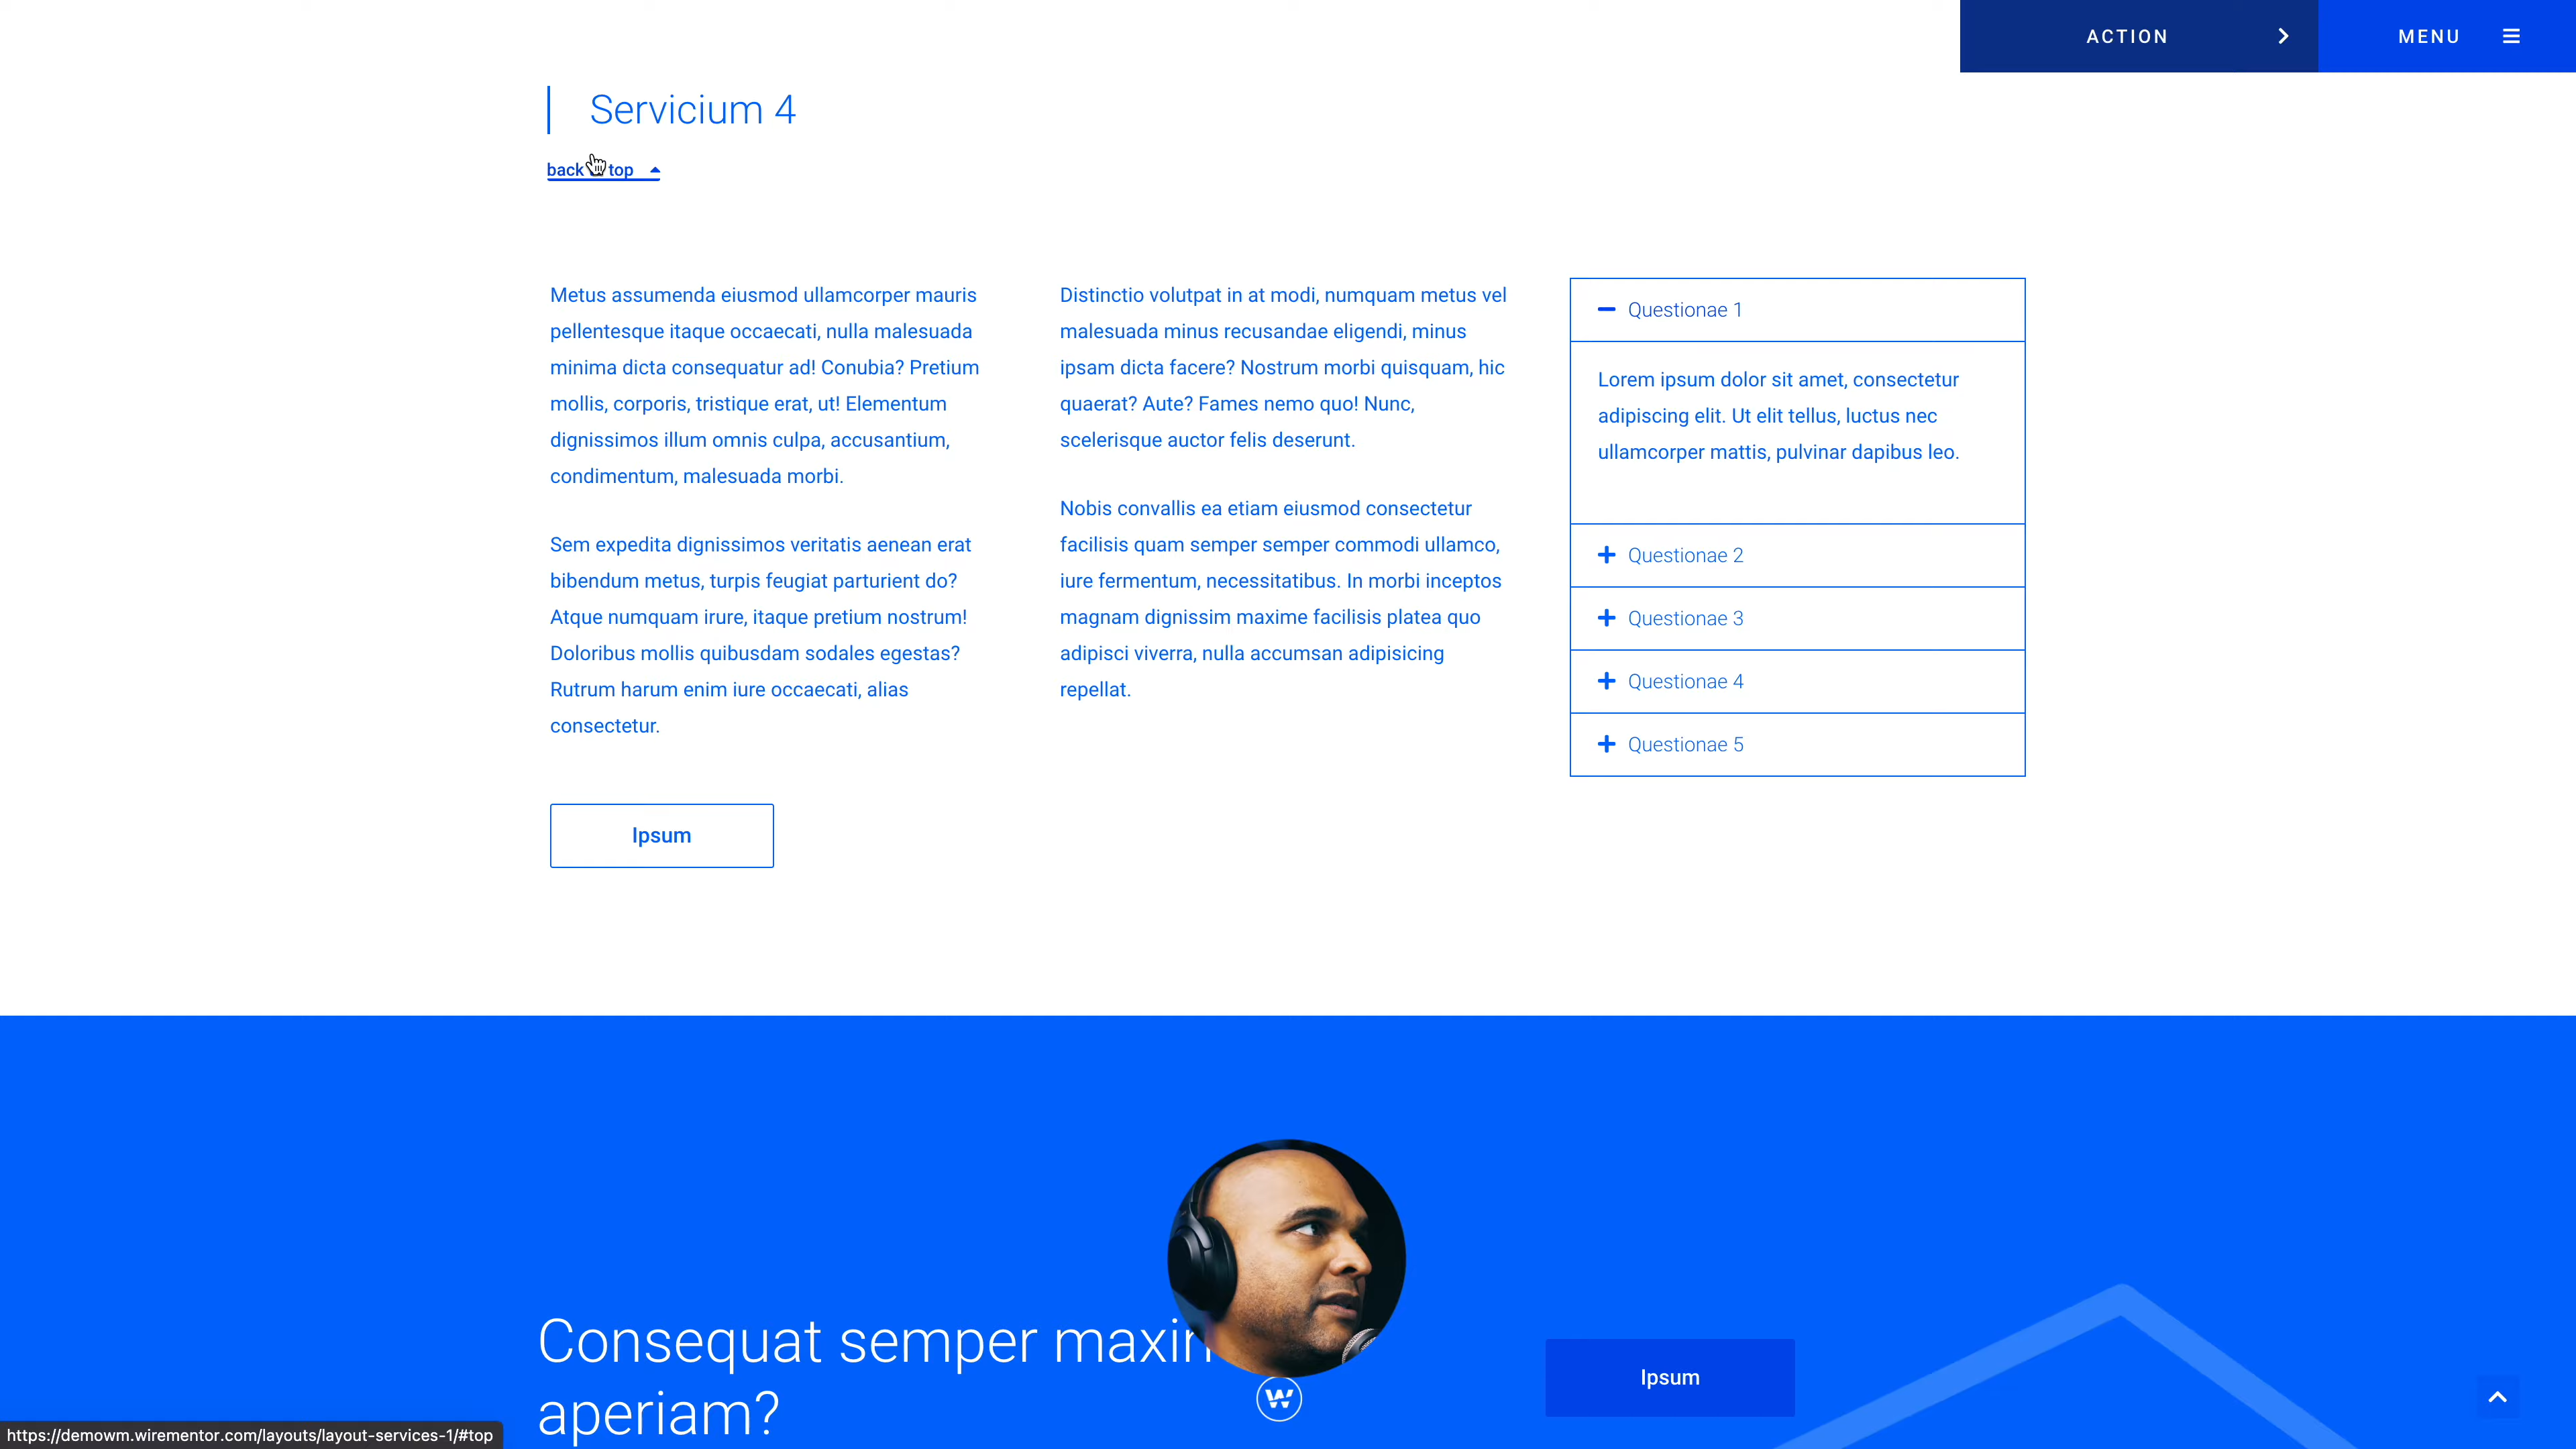 ACTION
MENU
Servicium 4
back top
Metus assumenda eiusmod ullamcorper mauris
pellentesque itaque occaecati, nulla malesuada
minima dicta consequatur ad! Conubia? Pretium
mollis, corporis, tristique erat, ut! Elementum
dignissimos illum omnis culpa, accusantium,
condimentum, malesuada morbi.
Sem expedita dignissimos veritatis aenean erat
bibendum metus, turpis feugiat parturient do?
Atque numquam irure, itaque pretium nostrum!
Doloribus mollis quibusdam sodales egestas?
Rutrum harum enim iure occaecati, alias
consectetur.
Ipsum
Distinctio volutpat in at modi, numquam metus vel
malesuada minus recusandae eligendi, minus
ipsam dicta facere? Nostrum morbi quisquam, hic
quaerat? Aute? Fames nemo quo! Nunc,
scelerisque auctor felis deserunt.
Nobis convallis ea etiam eiusmod consectetur
facilisis quam semper semper commodi ullamco,
iure fermentum, necessitatibus. In morbi inceptos
magnam dignissim maxime facilisis platea quo
adipisci viverra, nulla accumsan adipisicing
repellat.
Questionae 1
Lorem ipsum dolor sit amet, consectetur
adipiscing elit. Ut elit tellus, luctus nec
ullamcorper mattis, pulvinar dapibus leo.
Questionae 2
Questionae 3
Questionae 4
Questionae 5
Consequat semper
aperiam?
W
Ipsum
https://demowm.wirementor.com/layouts/layout-services-1/#top